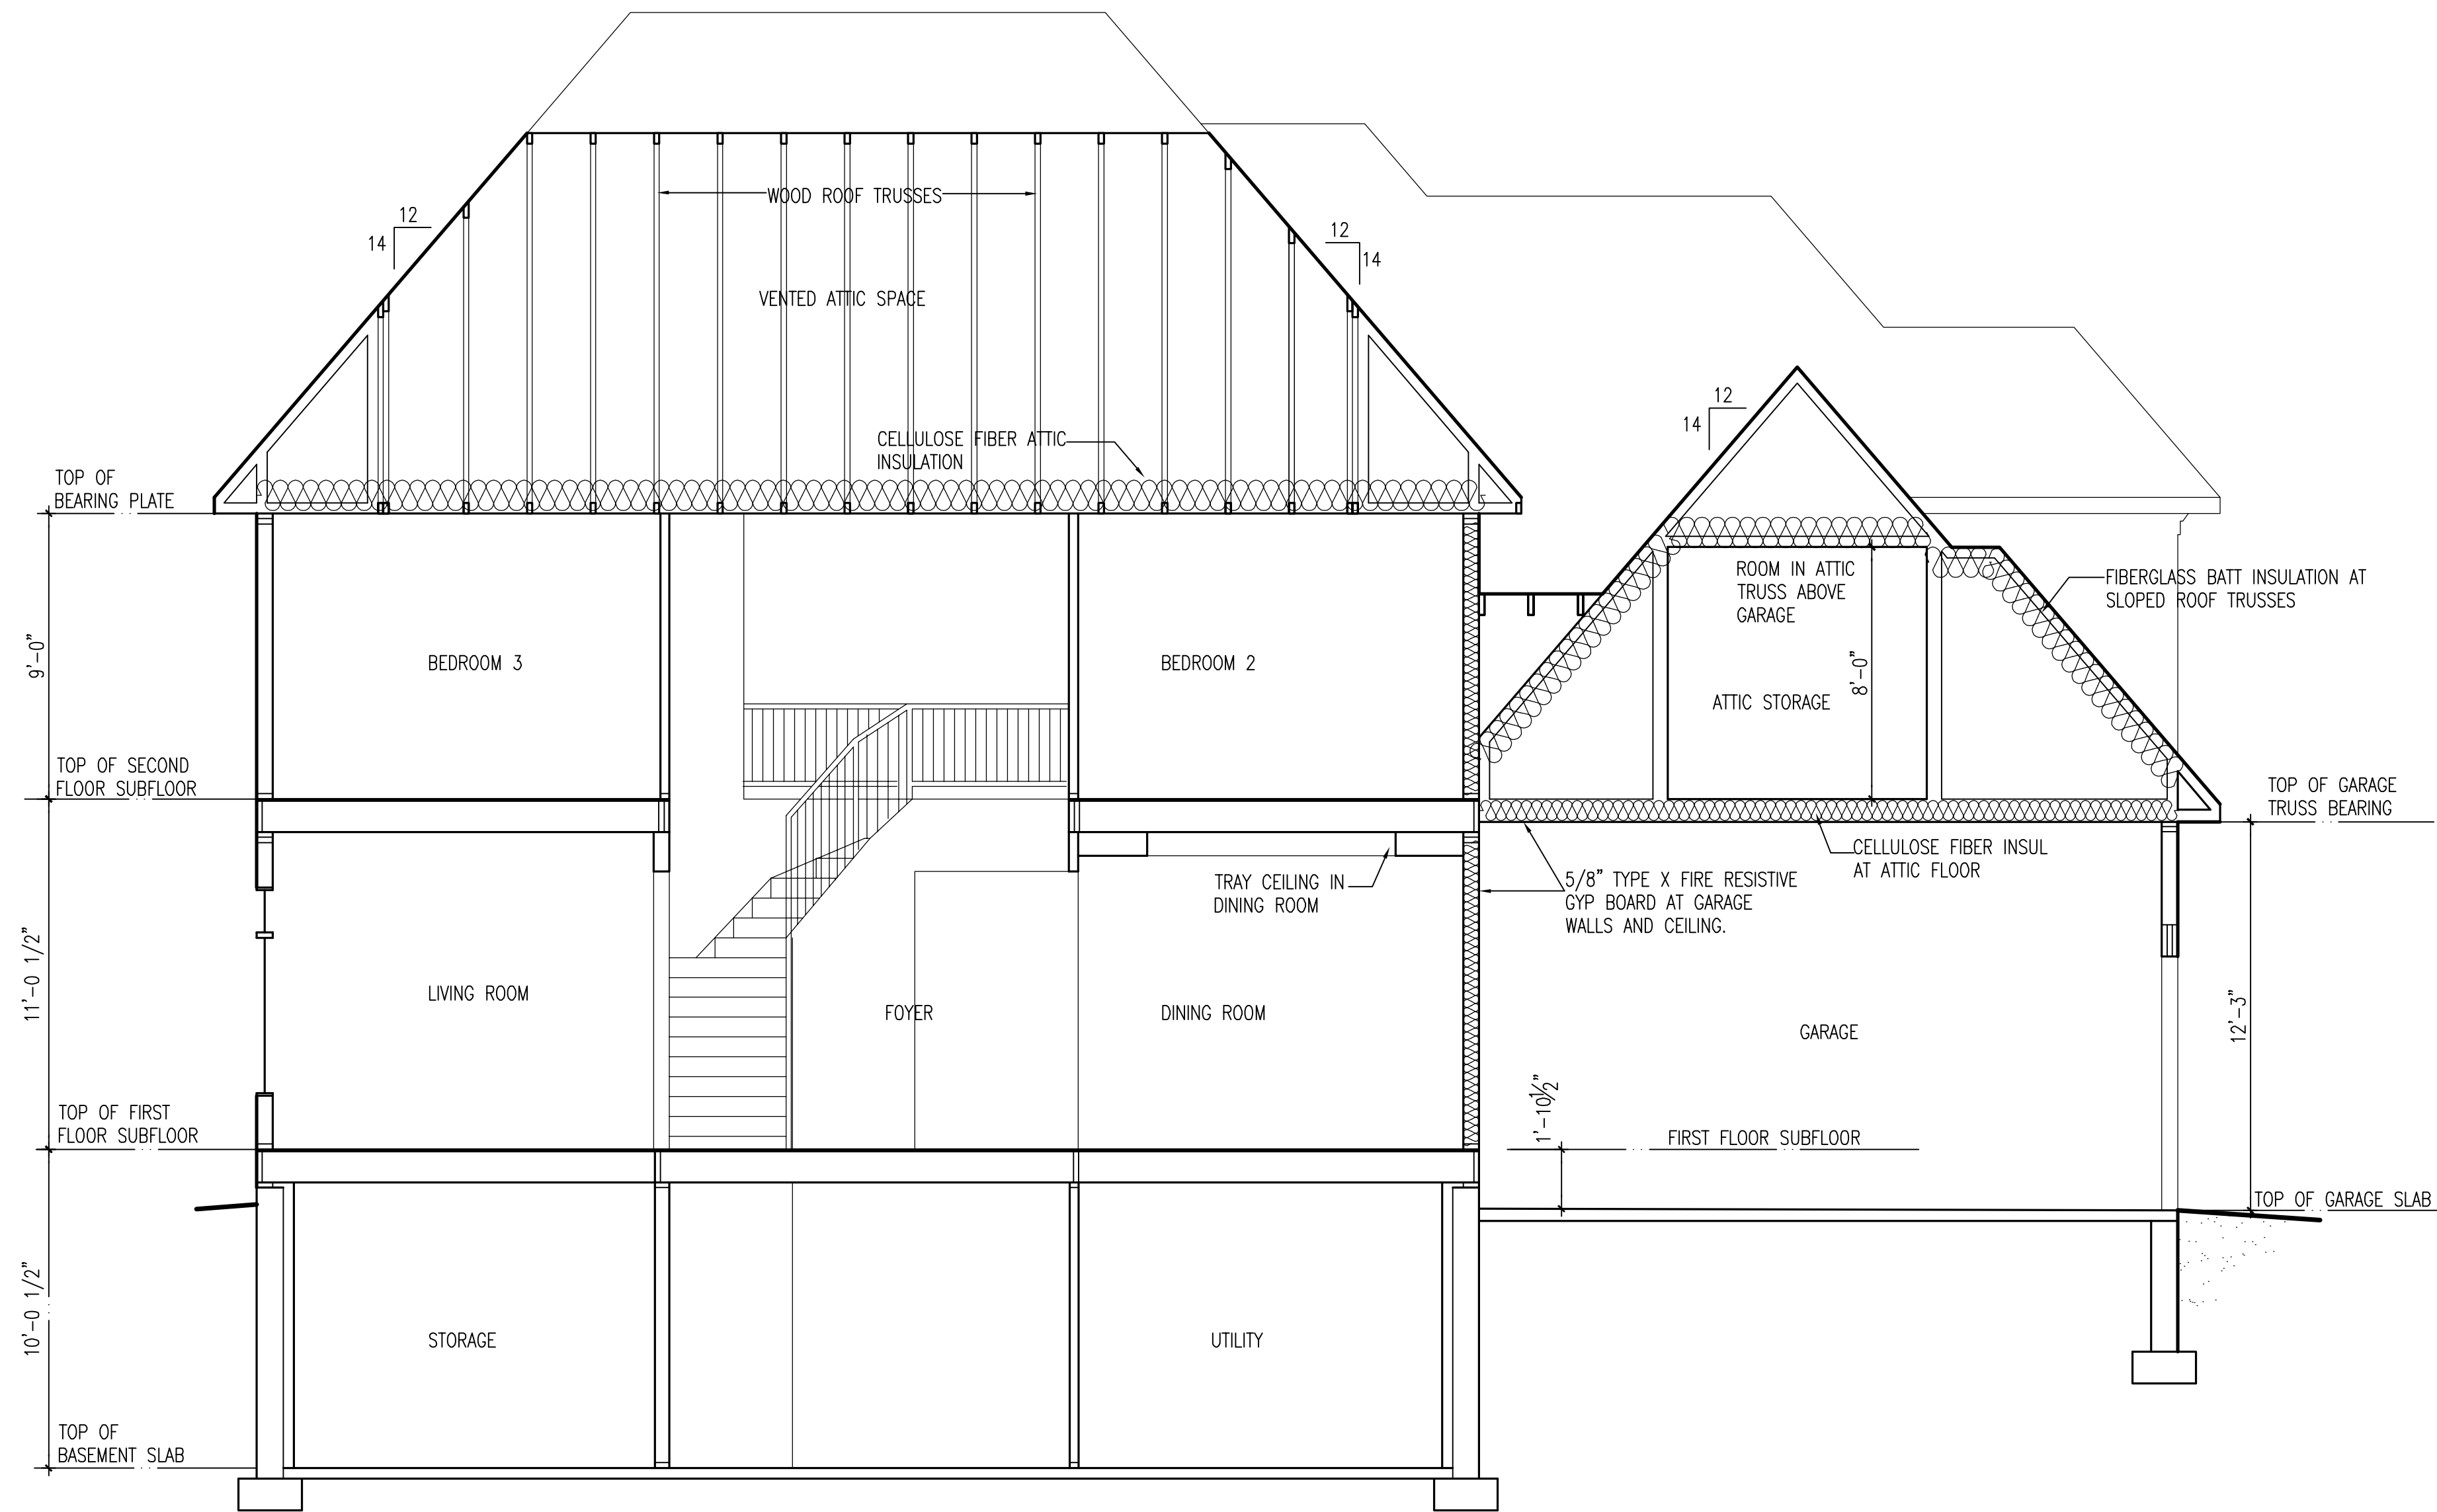 WOOD ROOF TRUSSES
12
14
12
14
VENTED ATTIC SPACE
12
14
CELLULOSE FIBER ATTIC
INSULATION
TOP OF
BEARING PLATE
ROOM IN ATTIC
TRUSS ABOVE
GARAGE
FIBERGLASS BATT INSULATION AT
SLOPED ROOF TRUSSES
9'-0"
BEDROOM 3
BEDROOM 2
8'-0"
ATTIC STORAGE
TOP OF SECOND
FLOOR SUBFLOOR
TOP OF GARAGE
TRUSS BEARING
CELLULOSE FIBER INSUL
AT ATTIC FLOOR
TRAY CEILING IN
DINING ROOM
5/8" TYPE X FIRE RESISTIVE
GYP BOARD AT GARAGE
WALLS AND CEILING.
11'-0 1/2"
LIVING ROOM
FOYER
DINING ROOM
GARAGE
12'-3"
1'-10½"
TOP OF FIRST
FLOOR SUBFLOOR
FIRST FLOOR SUBFLOOR
TOP OF GARAGE SLAB
10'-0 1/2"
STORAGE
UTILITY
TOP OF
BASEMENT SLAB